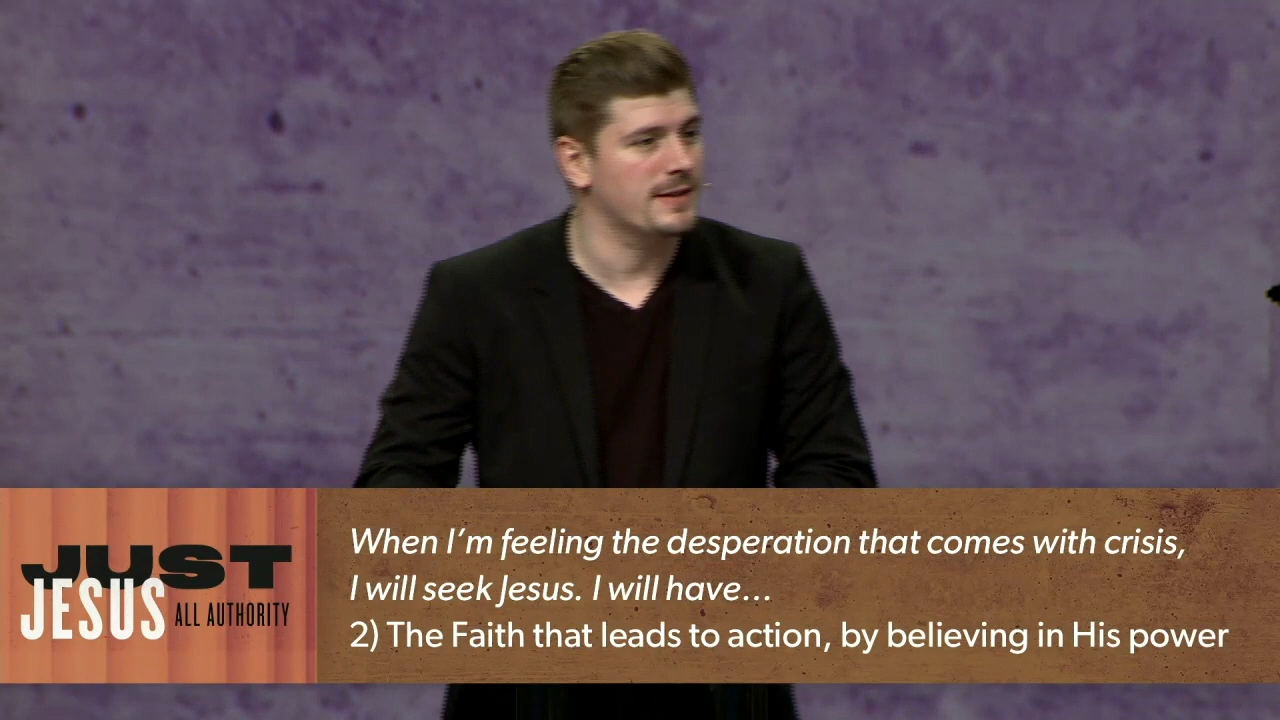 JUST
JESUS ALL AUTHORITY
When I'm feeling the desperation that comes with crisis,
I will seek Jesus. I will have...
2) The Faith that leads to action, by believing in His power